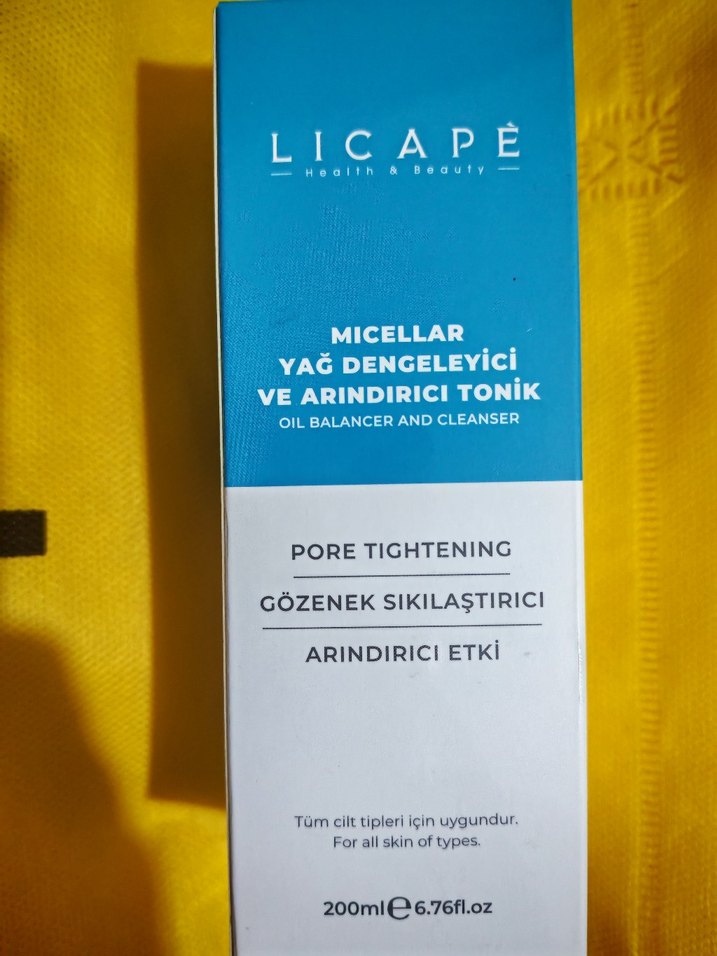 LICAPÈ
Health & Beauty
MICELLAR
YAĞ DENGELEYİCİ
VE ARINDIRICI TONİK
OIL BALANCER AND CLEANSER
PORE TIGHTENING
GÖZENEK SIKILAŞTIRICI
ARINDIRICI ETKİ
Tüm cilt tipleri için uygundur.
For all skin of types.
200ml℮6.76fl.oz